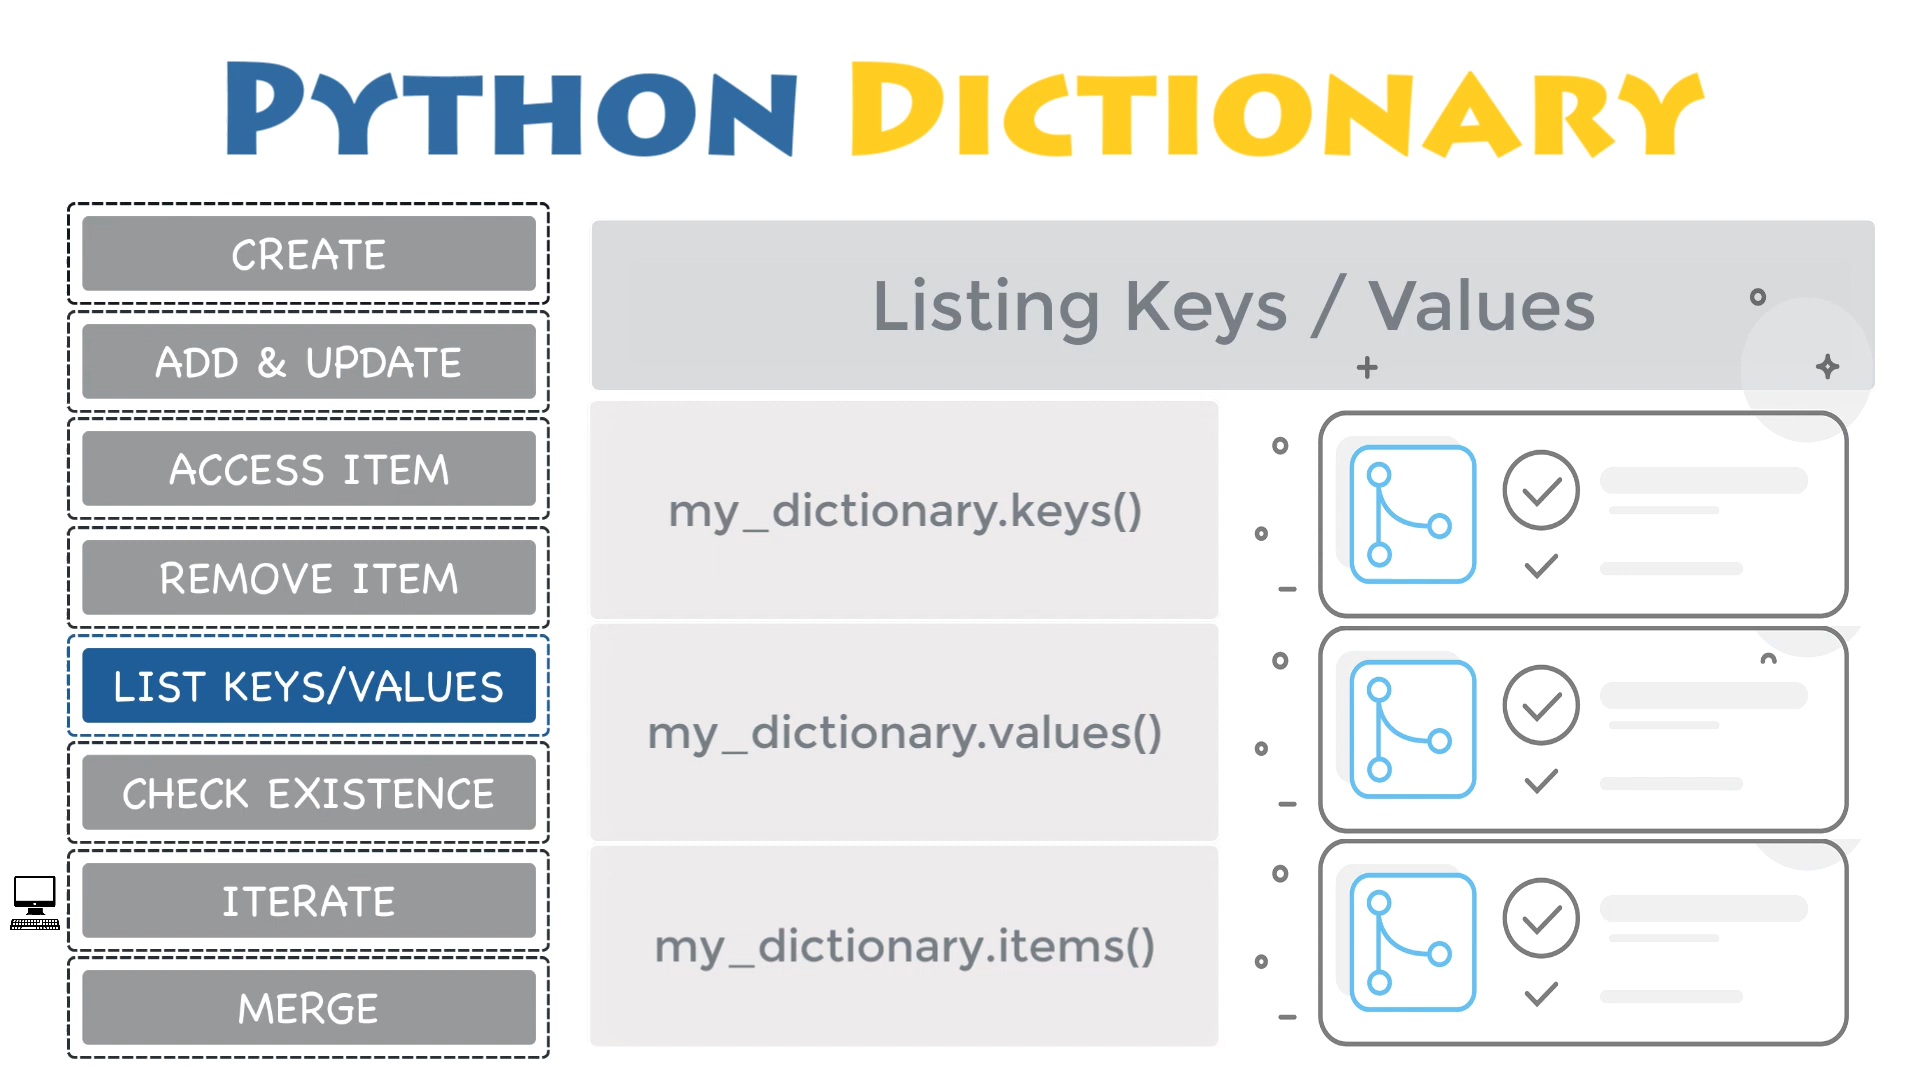 PYTHON DICTIONARY
CREATE
ADD & UPDATE
ACCESS ITEM
REMOVE ITEM
LIST KEYS/VALUES
CHECK EXISTENCE
ITERATE
MERGE
Listing Keys / Values
my_dictionary.keys()
my_dictionary.values()
my_dictionary.items()